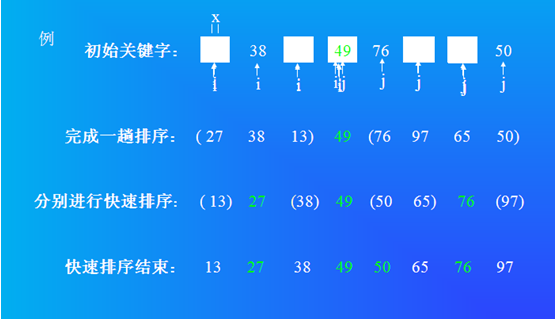 x
例
初始关键字: 38 49 76 50
i i i i j j j j j
完成一趟排序: ( 27 38 13) 49 (76 97 65 50)
分别进行快速排序: ( 13) 27 (38) 49 (50 65) 76 (97)
快速排序结束: 13 27 38 49 50 65 76 97